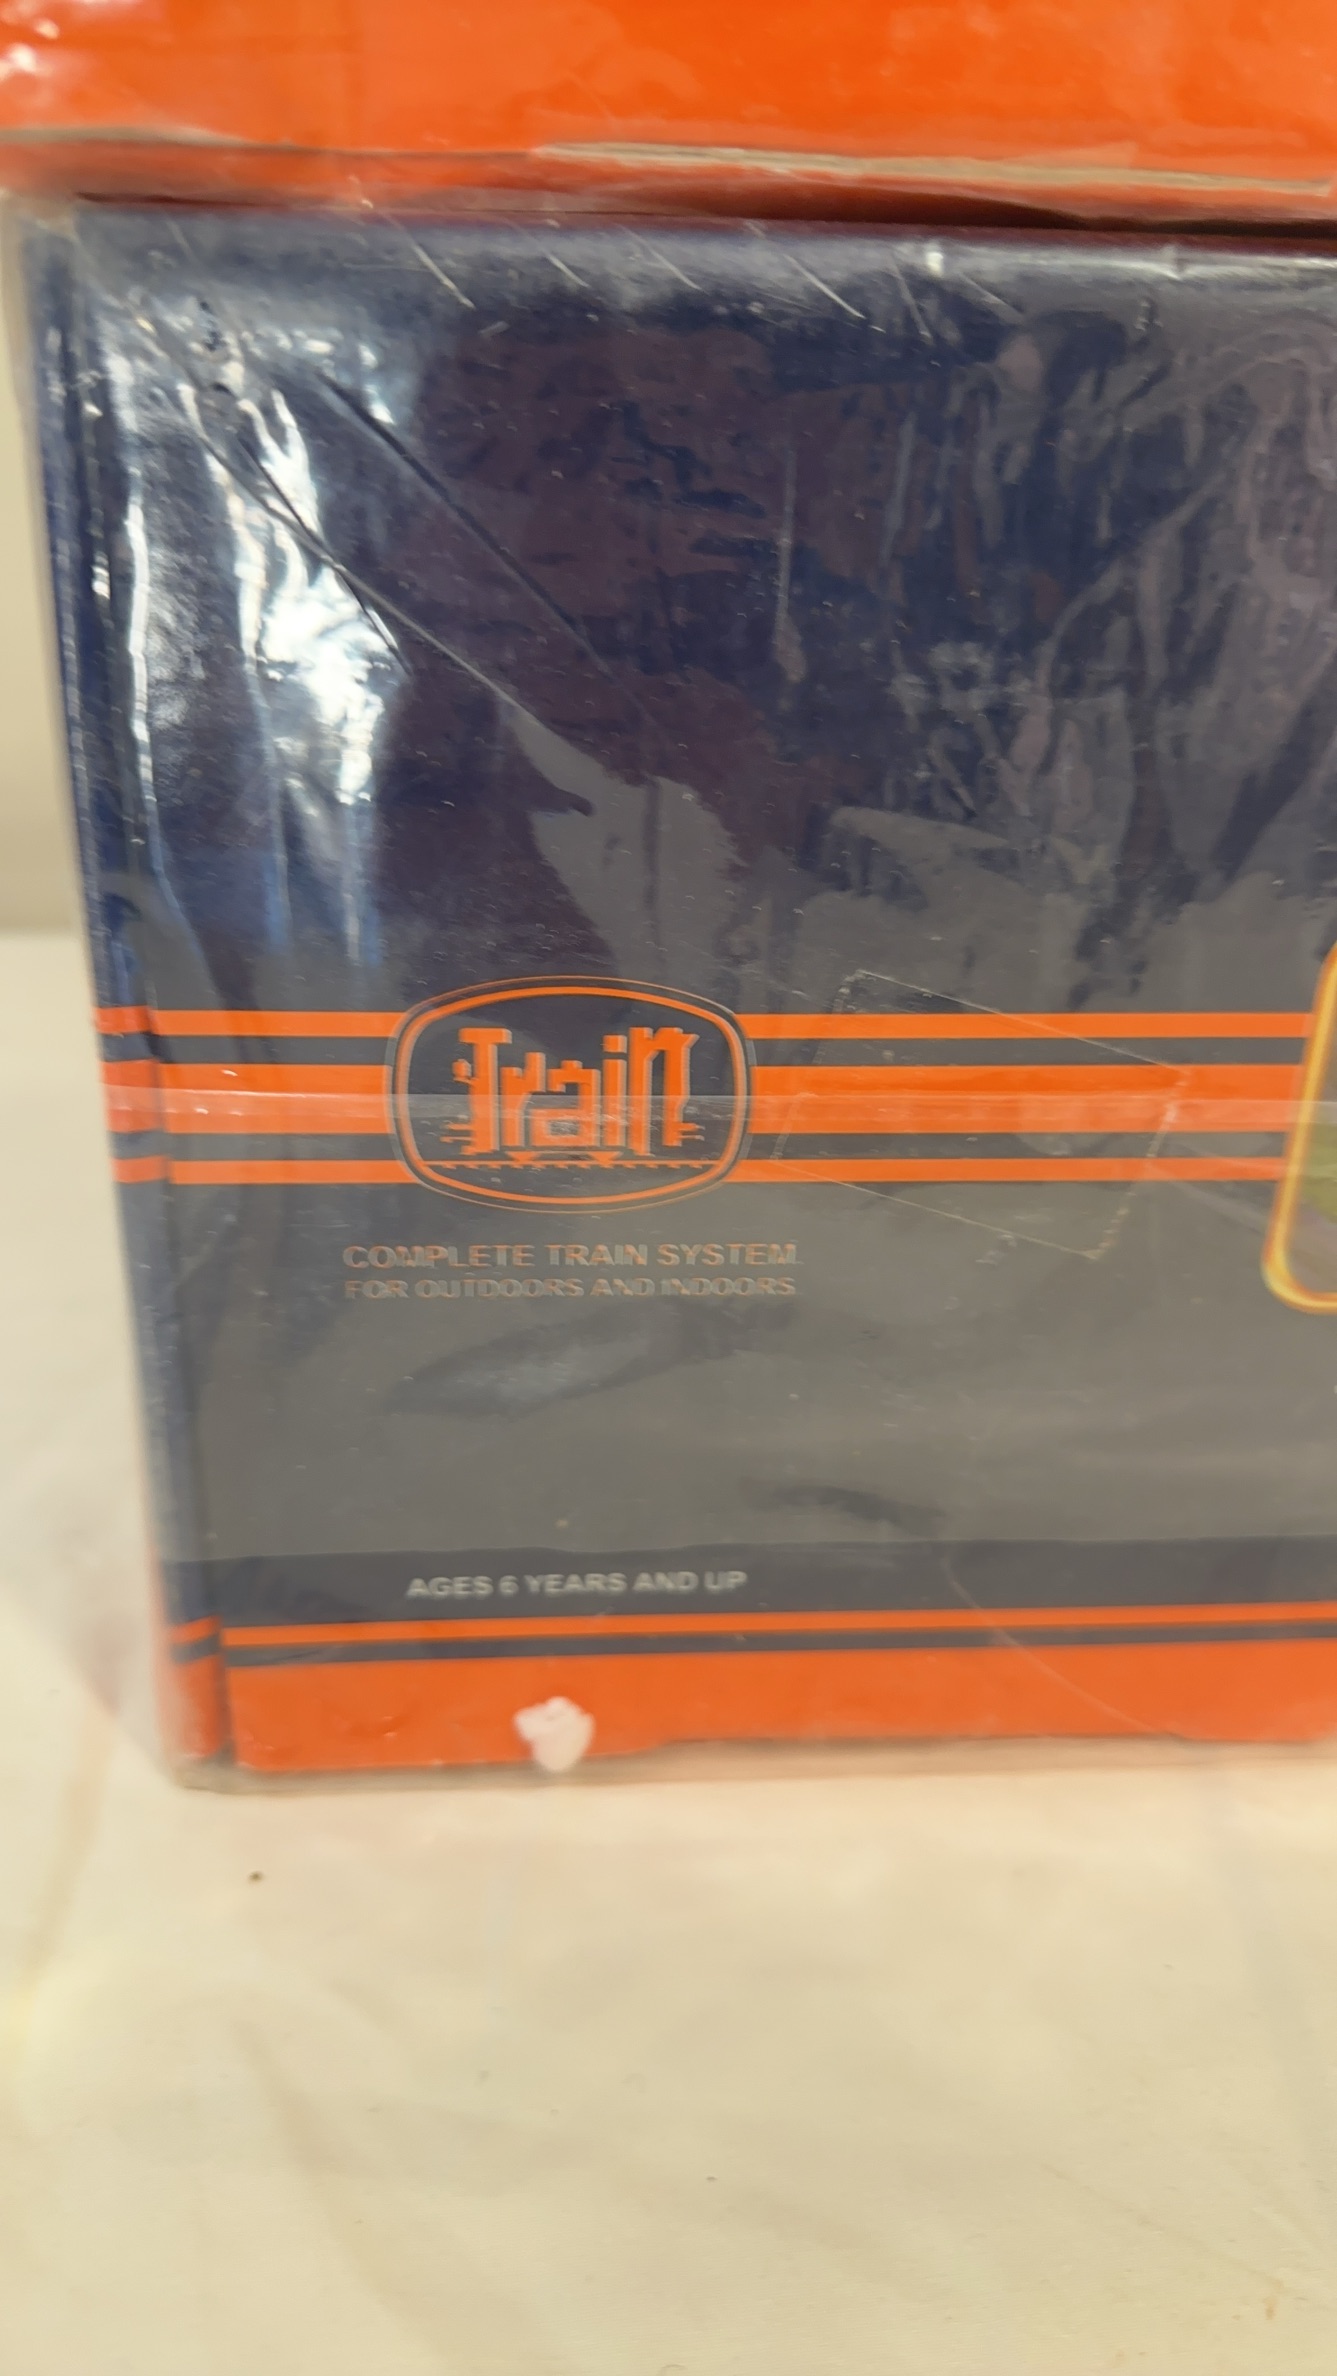 Train
COMPLETE TRAIN SYSTEM
FOR OUTDOORS AND INDOORS
AGES 6 YEARS AND UP